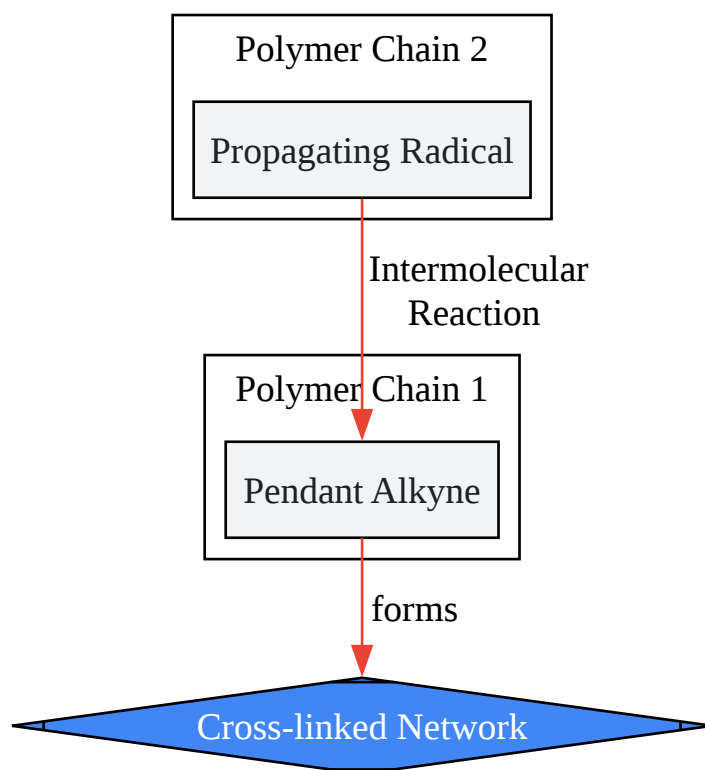 Polymer Chain 2
Propagating Radical
Intermolecular
Reaction
Polymer Chain 1
Pendant Alkyne
forms
Cross-linked Network